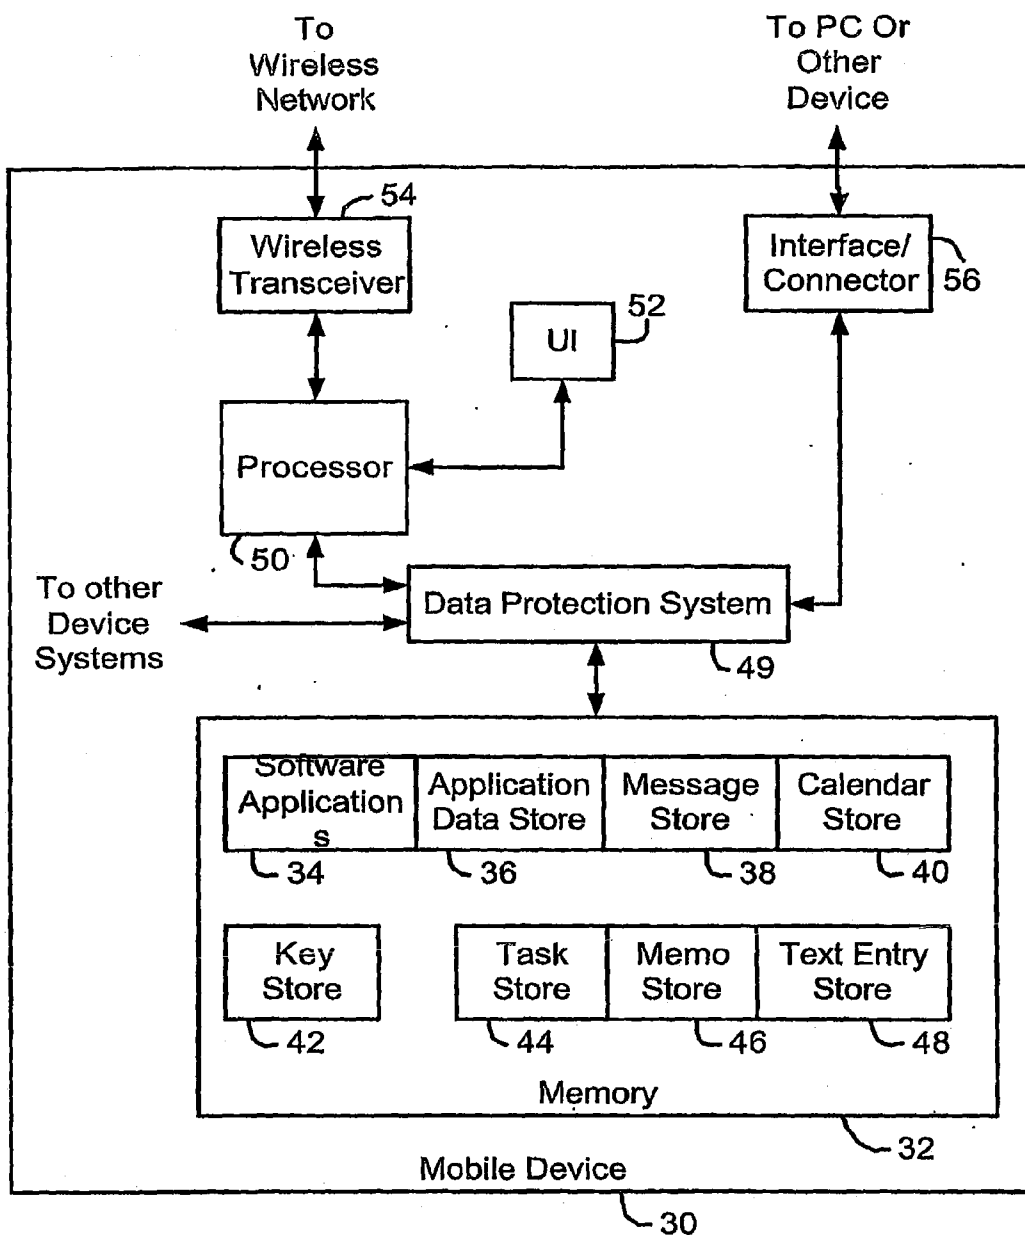 To
Wireless
Network
To PC Or
Other
Device
54
Wireless
Transceiver
Interface/
Connector
56
52
UI
Processor
50
To other
Device
Systems
Data Protection System
49
Software
Application
s
Application
Data Store
Message
Store
Calendar
Store
34
36
38
40
Key
Store
Task
Store
Memo
Store
Text Entry
Store
42
44
46
48
Memory
32
Mobile Device
30